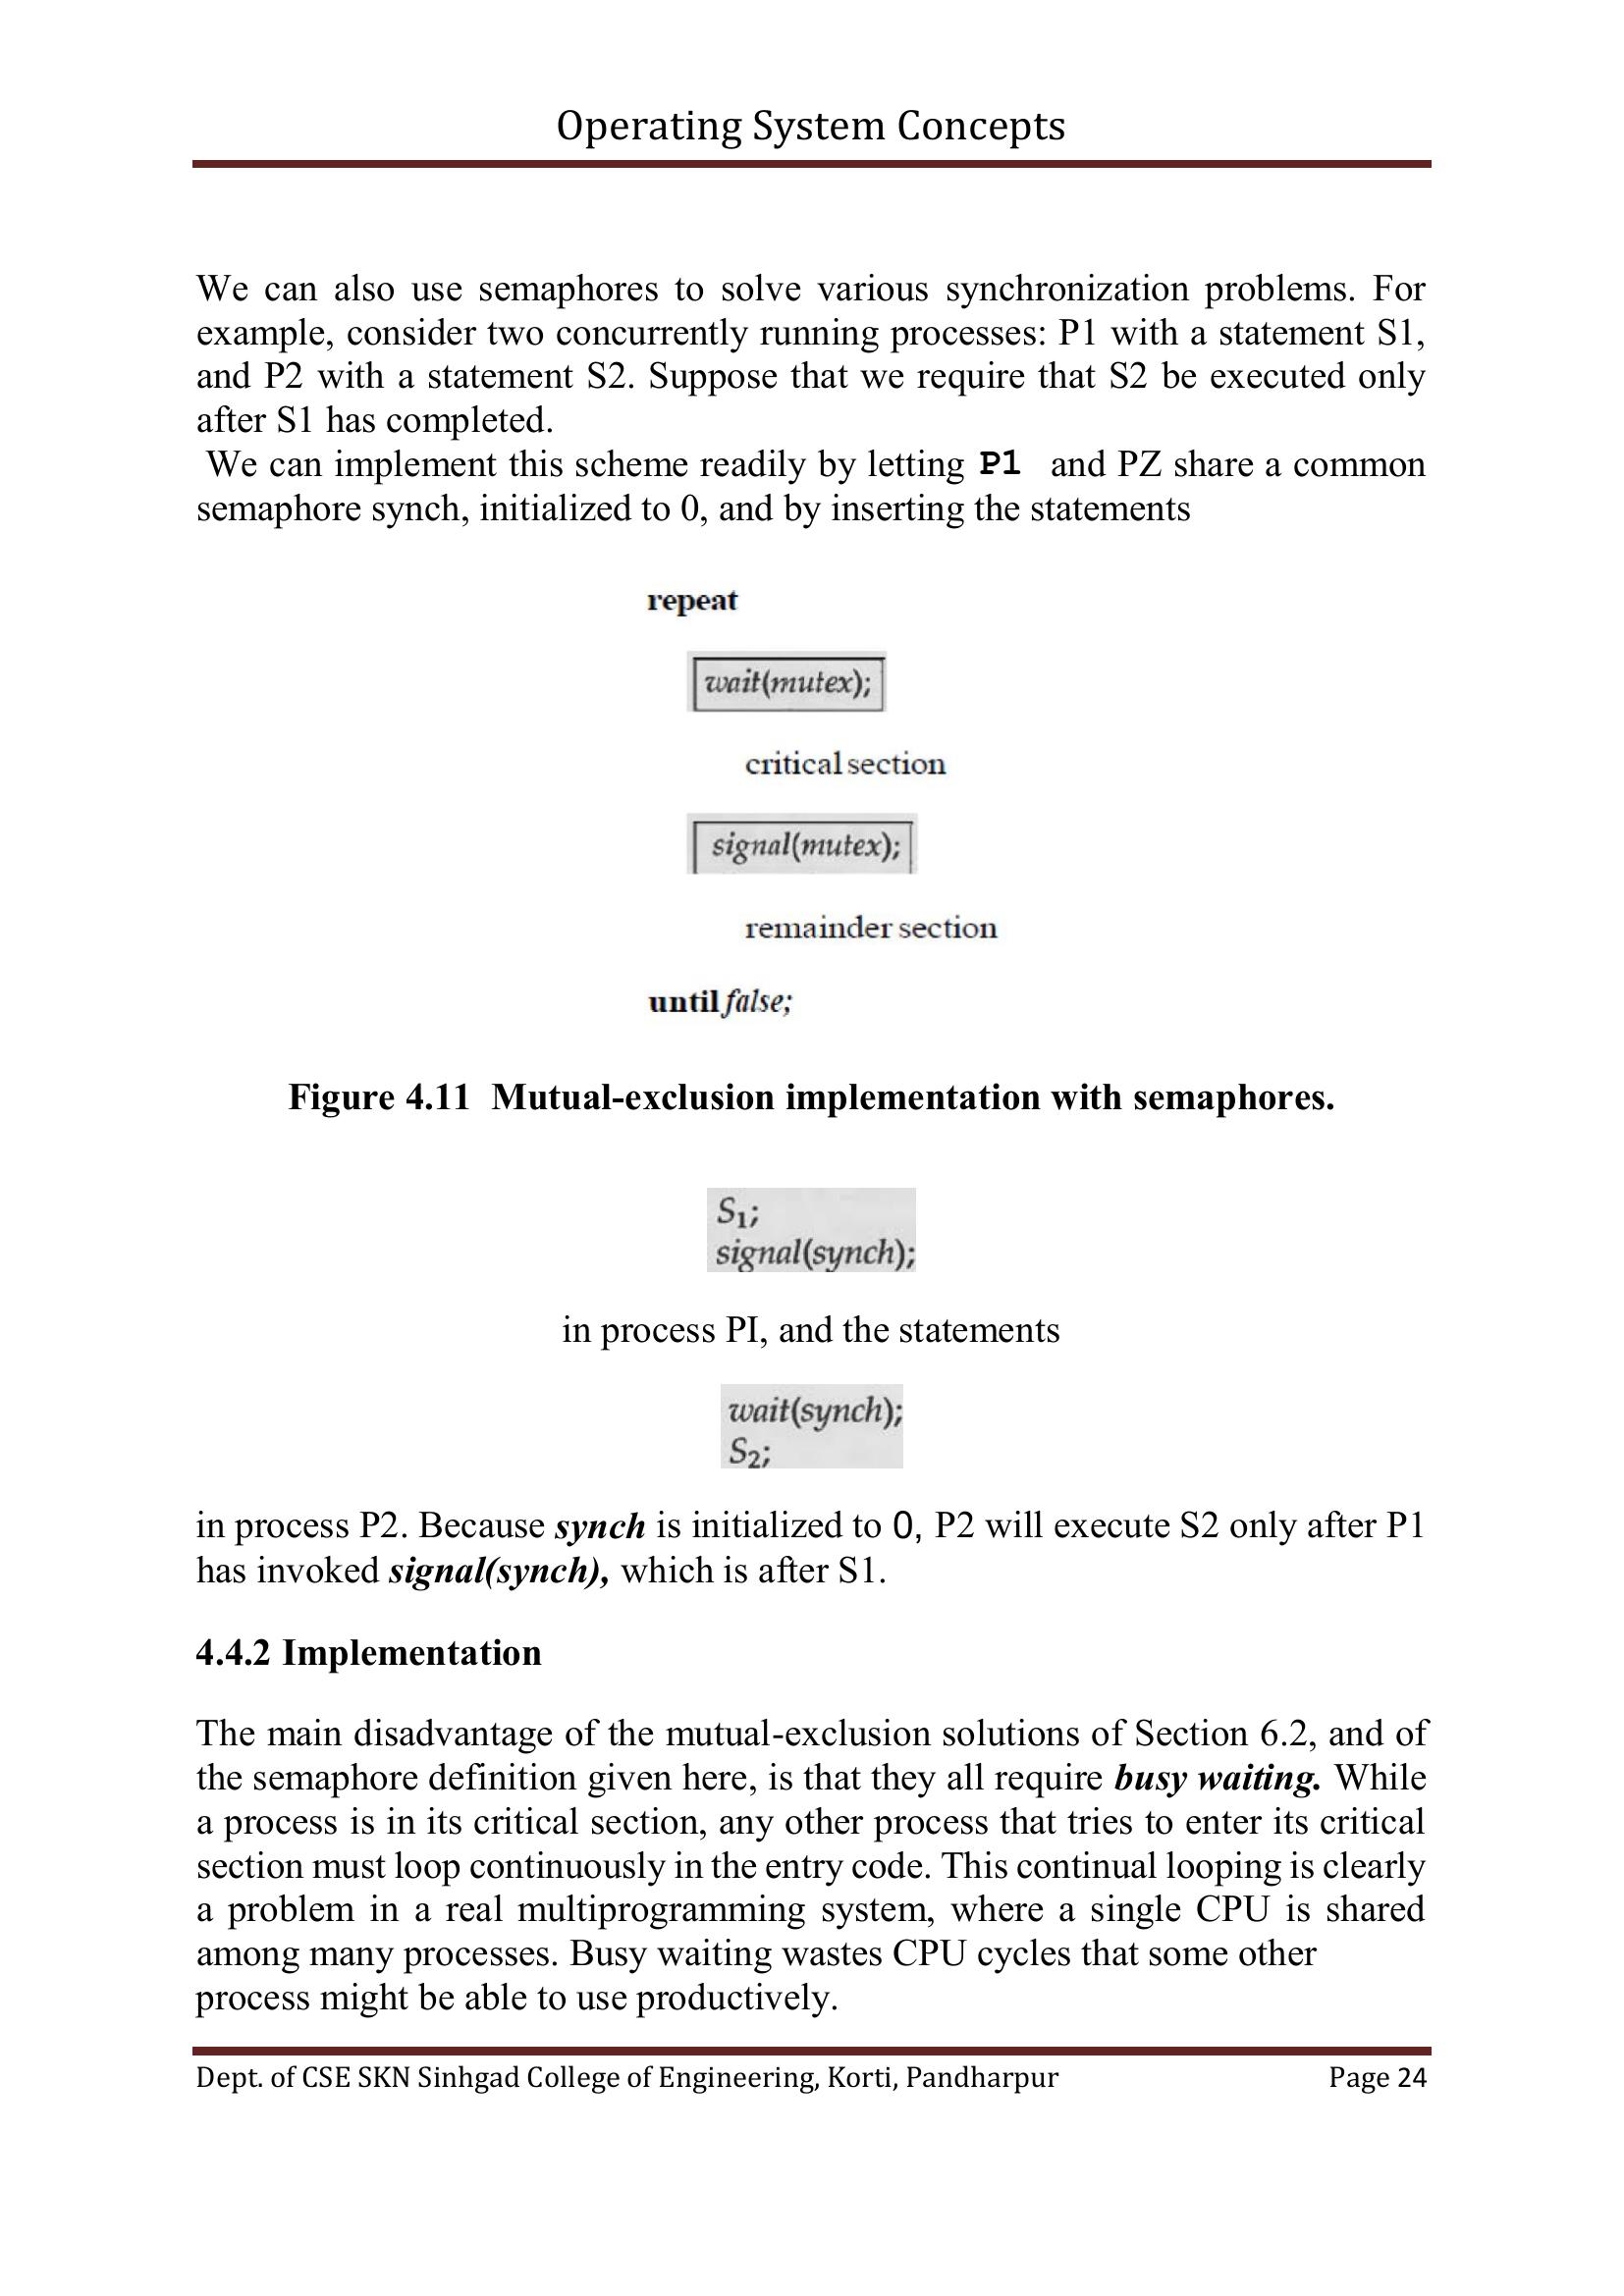 Operating System Concepts
We can also use semaphores to solve various synchronization problems. For
example, consider two concurrently running processes: P1 with a statement S1,
and P2 with a statement S2. Suppose that we require that S2 be executed only
after S1 has completed.
We can implement this scheme readily by letting P1 and PZ share a common
semaphore synch, initialized to 0, and by inserting the statements
repeat
wait(mutex);
critical section
signal(mutex);
remainder section
until false;
Figure 4.11 Mutual-exclusion implementation with semaphores.
S1;
signal(synch);
in process PI, and the statements
wait(synch);
S2;
in process P2. Because synch is initialized to 0, P2 will execute S2 only after P1
has invoked signal(synch), which is after S1.
4.4.2 Implementation
The main disadvantage of the mutual-exclusion solutions of Section 6.2, and of
the semaphore definition given here, is that they all require busy waiting. While
a process is in its critical section, any other process that tries to enter its critical
section must loop continuously in the entry code. This continual looping is clearly
a problem in a real multiprogramming system, where a single CPU is shared
among many processes. Busy waiting wastes CPU cycles that some other
process might be able to use productively.
Dept. of CSE SKN Sinhgad College of Engineering, Korti, Pandharpur Page 24